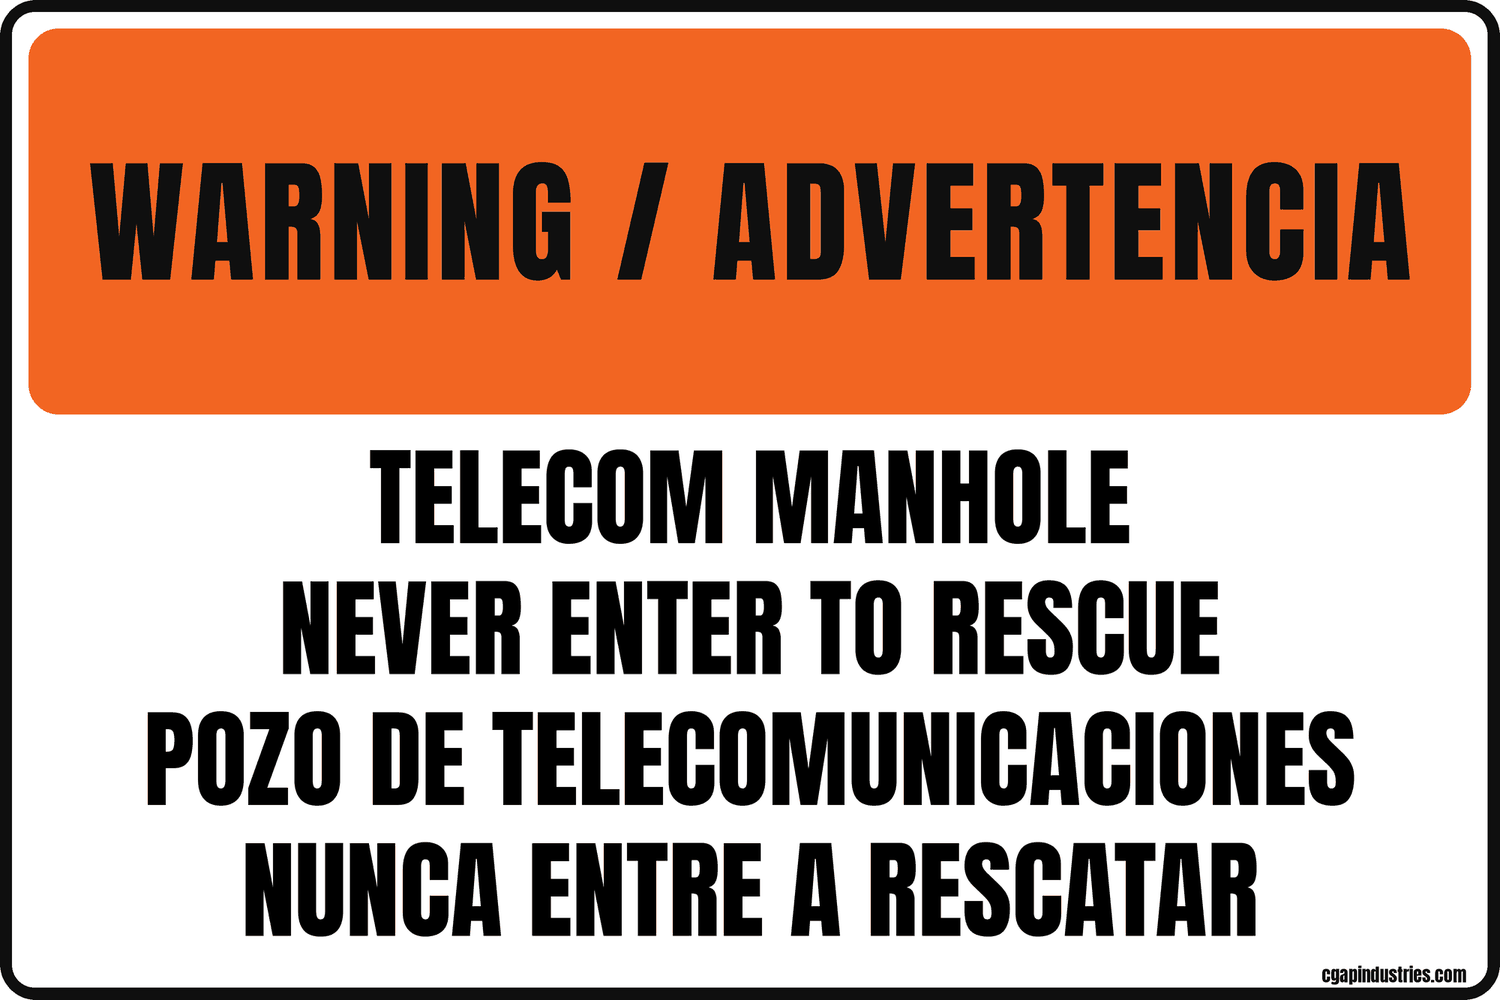 WARNING / ADVERTENCIA
TELECOM MANHOLE
NEVER ENTER TO RESCUE
POZO DE TELECOMUNICACIONES
NUNCA ENTRE A RESCATAR
cgapindustries.com